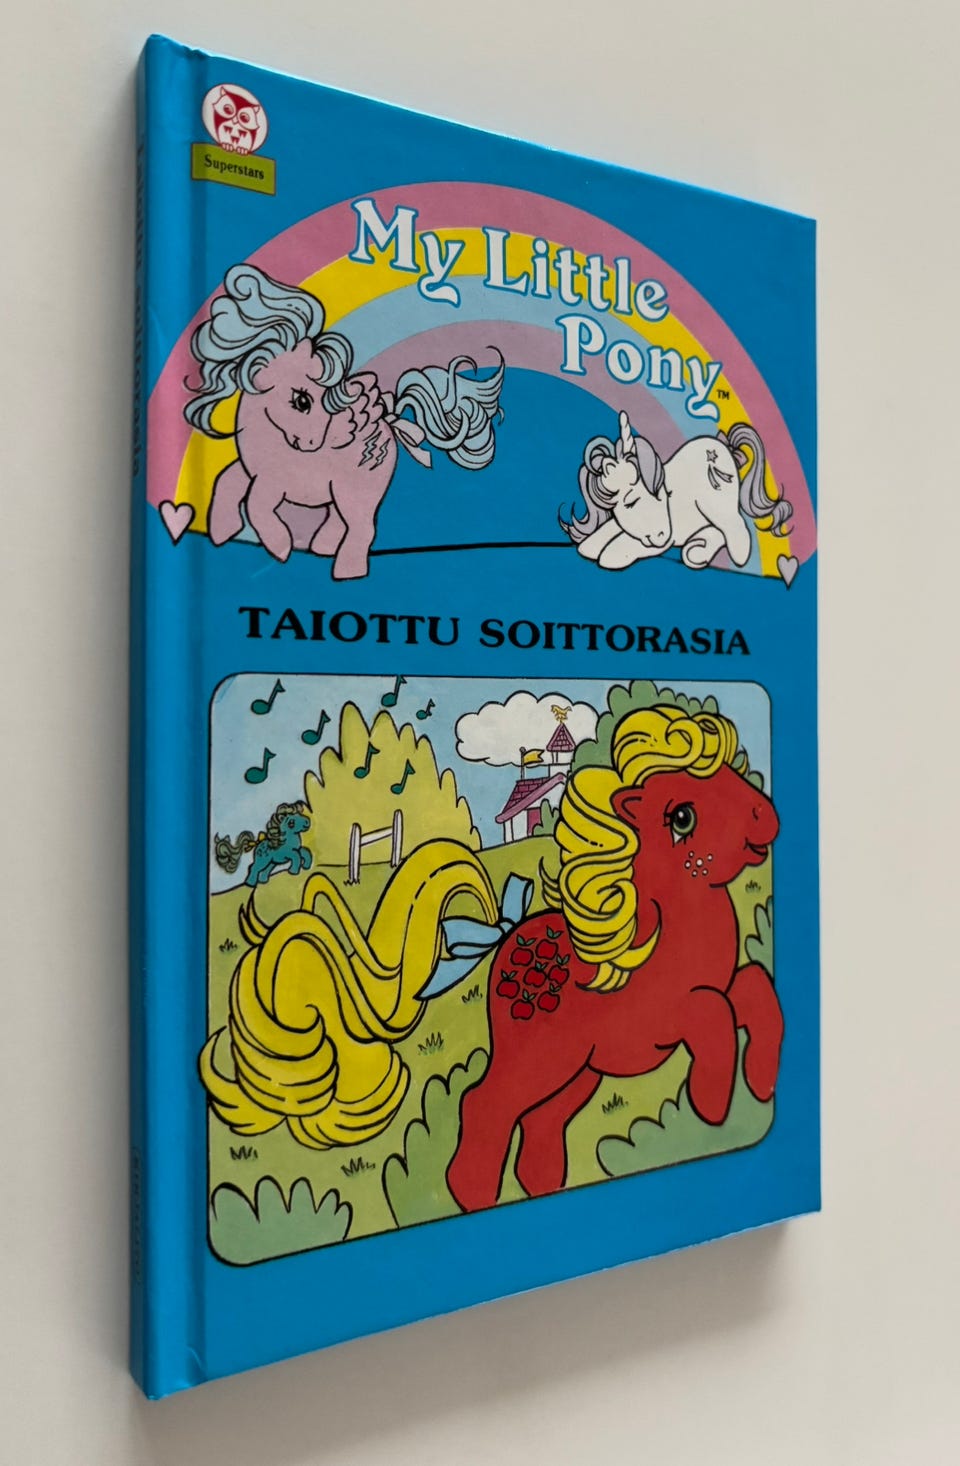 Superstars
My Little
Pony™
TAIOTTU SOITTORASIA